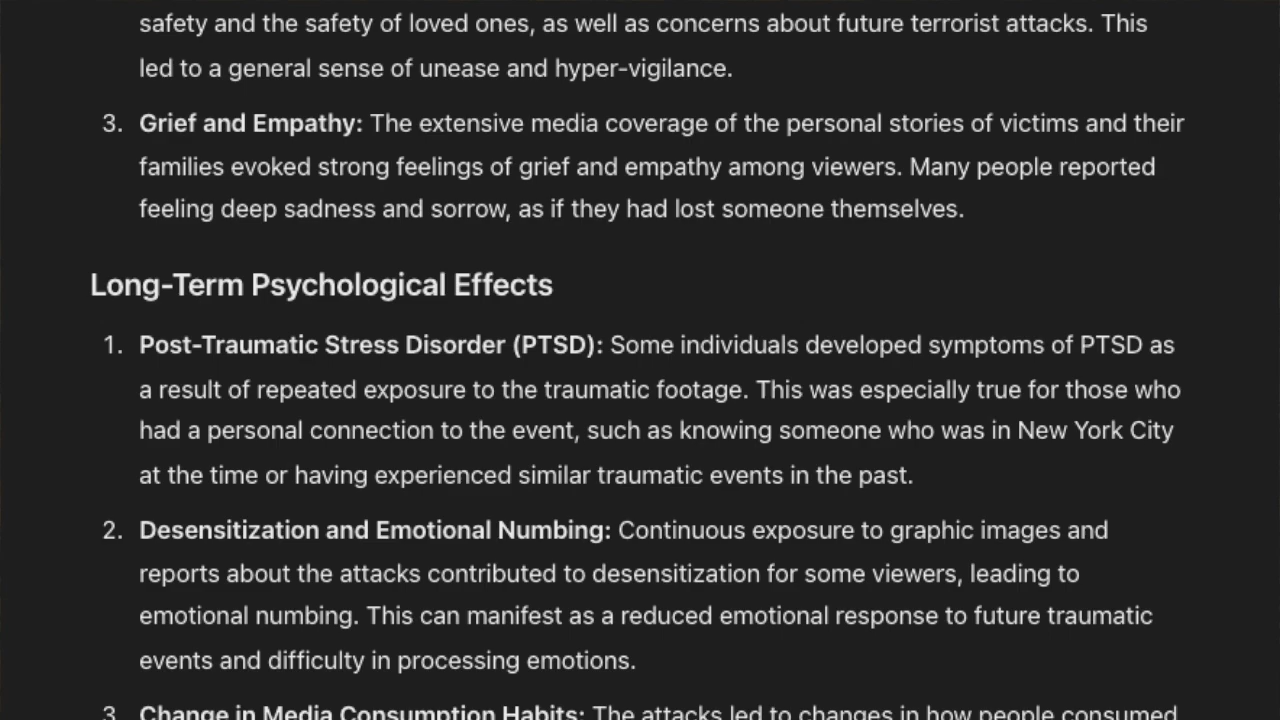 safety and the safety of loved ones, as well as concerns about future terrorist attacks. This
led to a general sense of unease and hyper-vigilance.
3. Grief and Empathy: The extensive media coverage of the personal stories of victims and their
families evoked strong feelings of grief and empathy among viewers. Many people reported
feeling deep sadness and sorrow, as if they had lost someone themselves.
Long-Term Psychological Effects
1. Post-Traumatic Stress Disorder (PTSD): Some individuals developed symptoms of PTSD as
a result of repeated exposure to the traumatic footage. This was especially true for those who
had a personal connection to the event, such as knowing someone who was in New York City
at the time or having experienced similar traumatic events in the past.
2. Desensitization and Emotional Numbing: Continuous exposure to graphic images and
reports about the attacks contributed to desensitization for some viewers, leading to
emotional numbing. This can manifest as a reduced emotional response to future traumatic
events and difficulty in processing emotions.
3. Change in Media Consumption Habits: The attacks led to changes in how people consumed